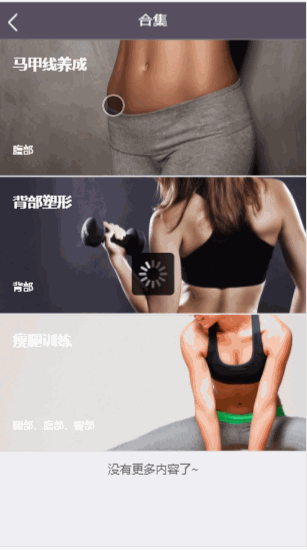 合集
马甲线养成
腹部
背部塑形
背部
瘦腿训练
腿部、腹部、臀部
没有更多内容了~